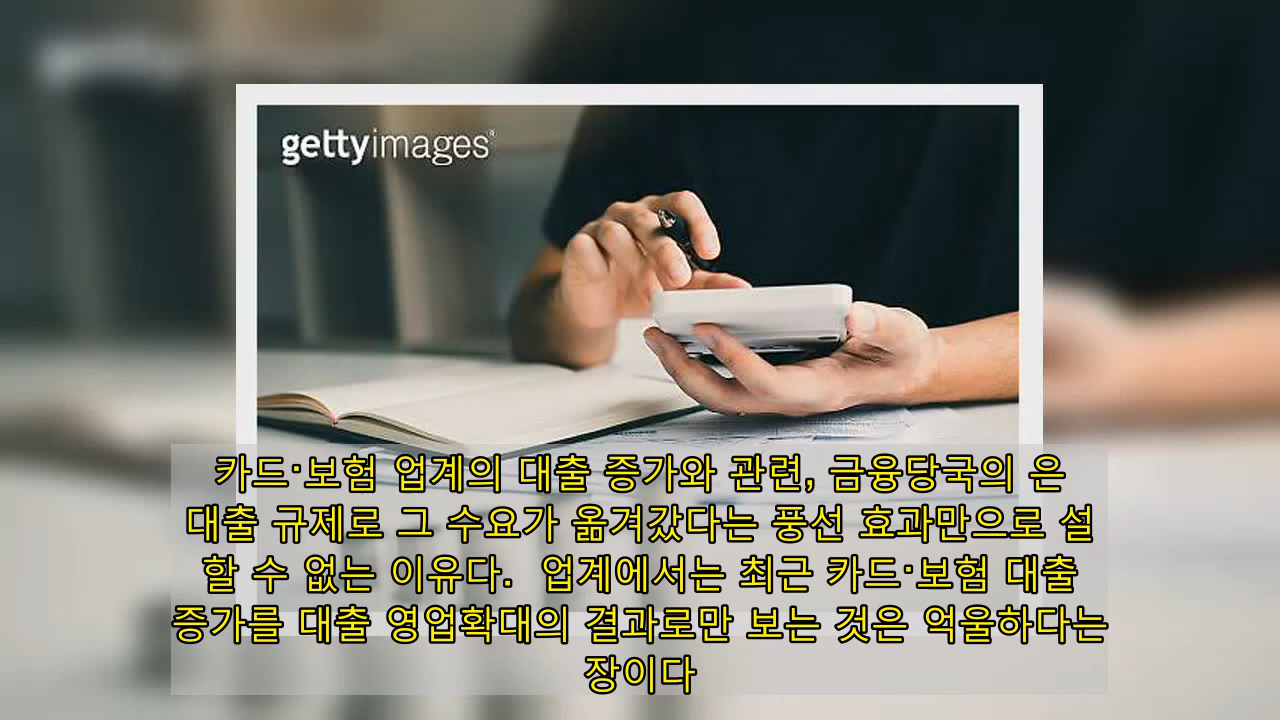 gettyimages®
카드·보험 업계의 대출 증가와 관련, 금융당국의 은
대출 규제로 그 수요가 옮겨갔다는 풍선 효과만으로 설
할 수 없는 이유다. 업계에서는 최근 카드·보험 대출
증가를 대출 영업확대의 결과로만 보는 것은 억울하다는
장이다